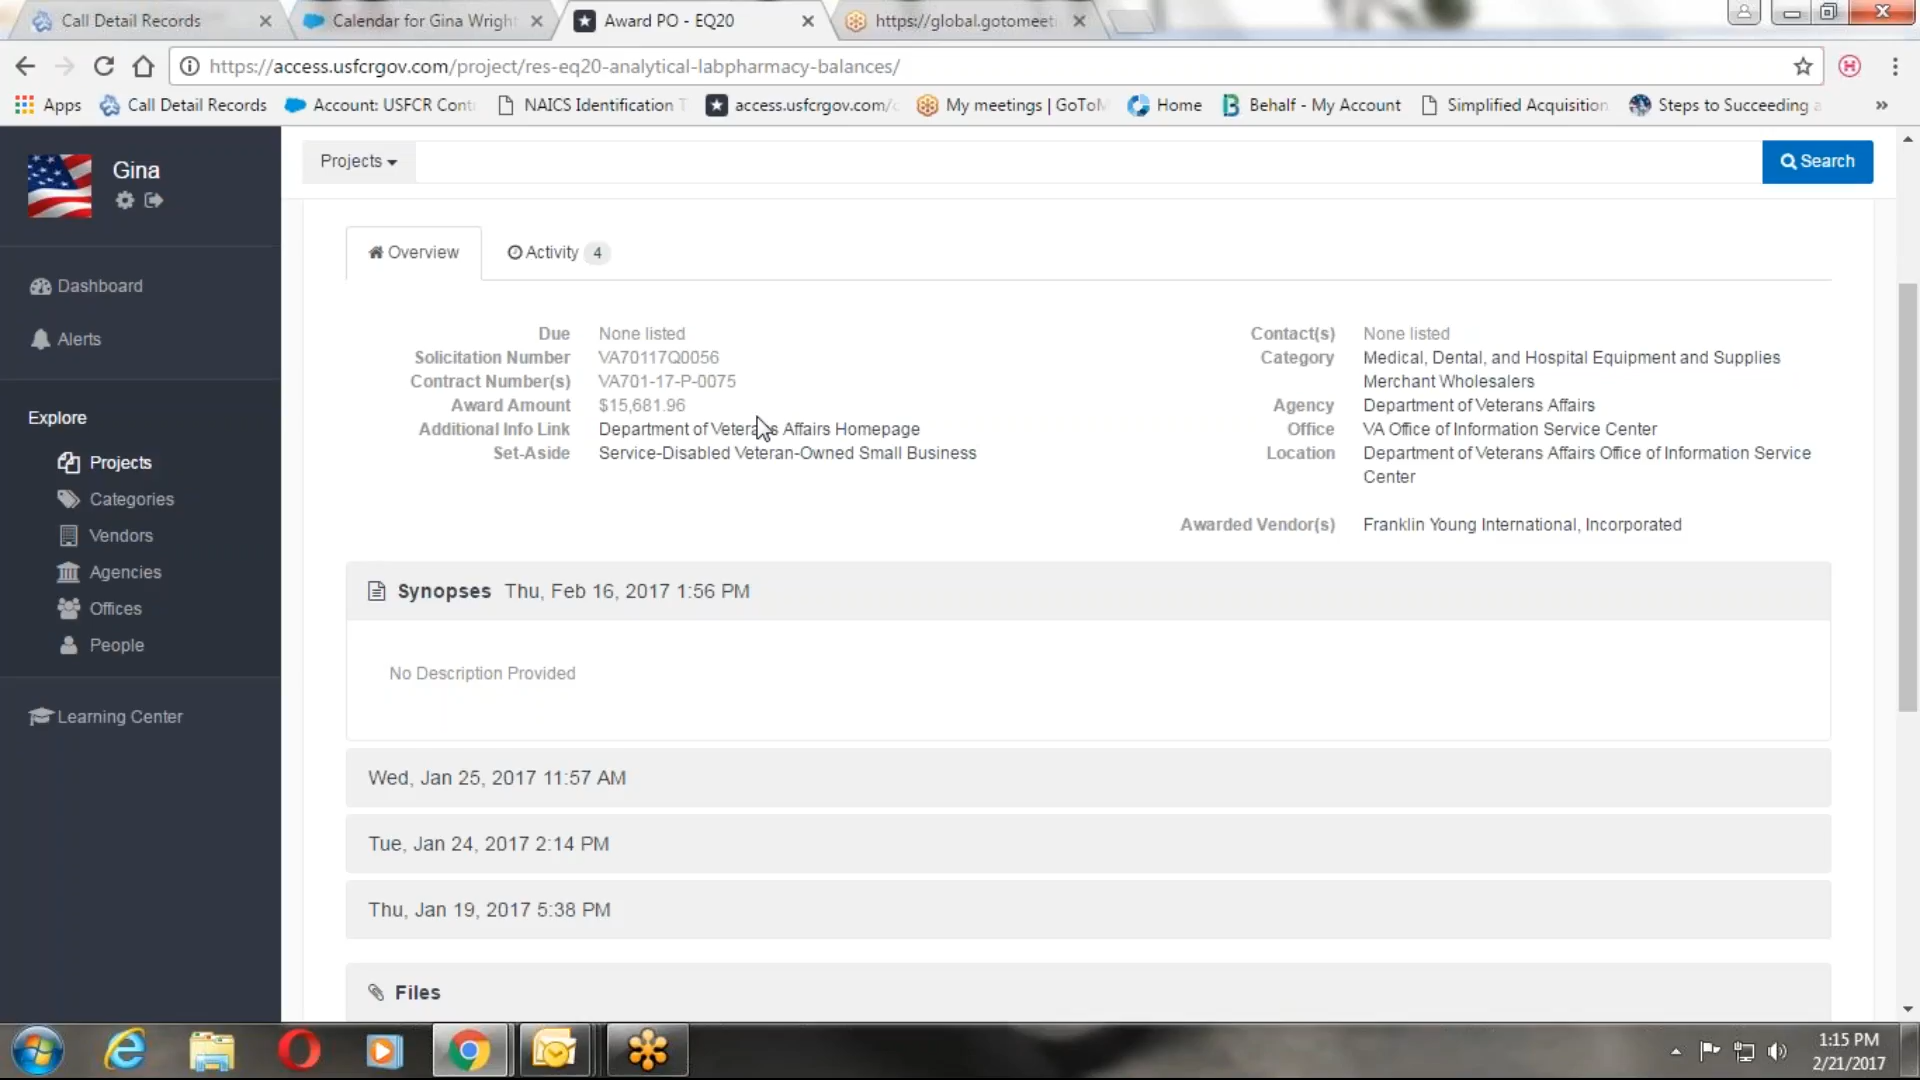 Call Detail Records
Calendar for Gina Wright
Award PO - EQ20
https://global.gotomeeti
https://access.usfcrgov.com/project/res-eq20-analytical-labpharmacy-balances/
Apps
Call Detail Records
Account: USFCR Cont
NAICS Identification T
access.usfcrgov.com/c
My meetings | GoToM
Home
Behalf - My Account
Simplified Acquisition
Steps to Succeeding a
»
Gina
Projects
Search
Dashboard
Alerts
Explore
Projects
Categories
Vendors
Agencies
Offices
People
Learning Center
Overview
Activity 4
Due None listed
Solicitation Number VA70117Q0056
Contract Number(s) VA701-17-P-0075
Award Amount $15,681.96
Additional Info Link Department of Veterans Affairs Homepage
Set-Aside Service-Disabled Veteran-Owned Small Business
Contact(s) None listed
Category Medical, Dental, and Hospital Equipment and Supplies
Merchant Wholesalers
Agency Department of Veterans Affairs
Office VA Office of Information Service Center
Location Department of Veterans Affairs Office of Information Service
Center
Awarded Vendor(s) Franklin Young International, Incorporated
Synopses Thu, Feb 16, 2017 1:56 PM
No Description Provided
Wed, Jan 25, 2017 11:57 AM
Tue, Jan 24, 2017 2:14 PM
Thu, Jan 19, 2017 5:38 PM
Files
1:15 PM
2/21/2017